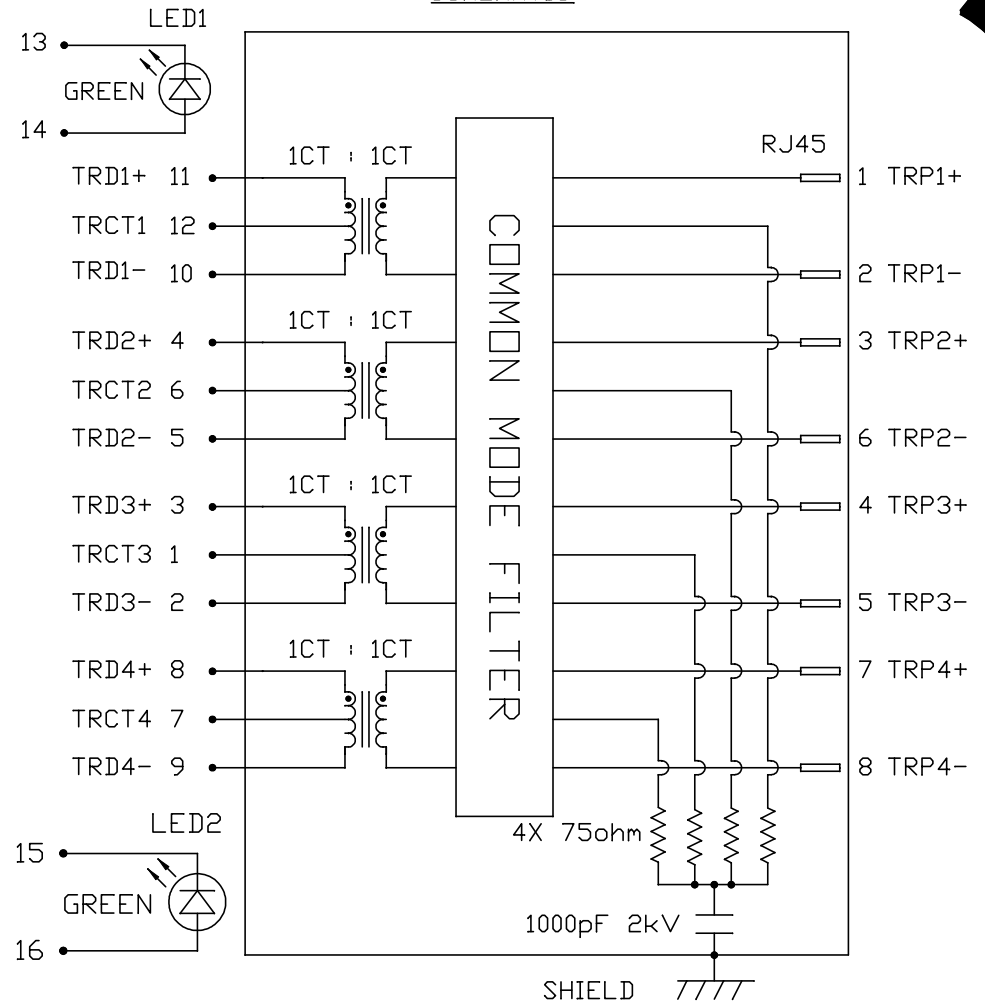 LED1
13
GREEN
14
RJ45
1CT : 1CT
TRD1+ 11
1 TRP1+
TRCT1 12
TRD1- 10
2 TRP1-
1CT : 1CT
TRD2+ 4
3 TRP2+
TRCT2 6
TRD2- 5
6 TRP2-
1CT : 1CT
TRD3+ 3
4 TRP3+
TRCT3 1
TRD3- 2
5 TRP3-
1CT : 1CT
TRD4+ 8
7 TRP4+
TRCT4 7
TRD4- 9
8 TRP4-
COMMON MODE FILTER
LED2
4X 75ohm
15
GREEN
16
1000pF 2kV
SHIELD